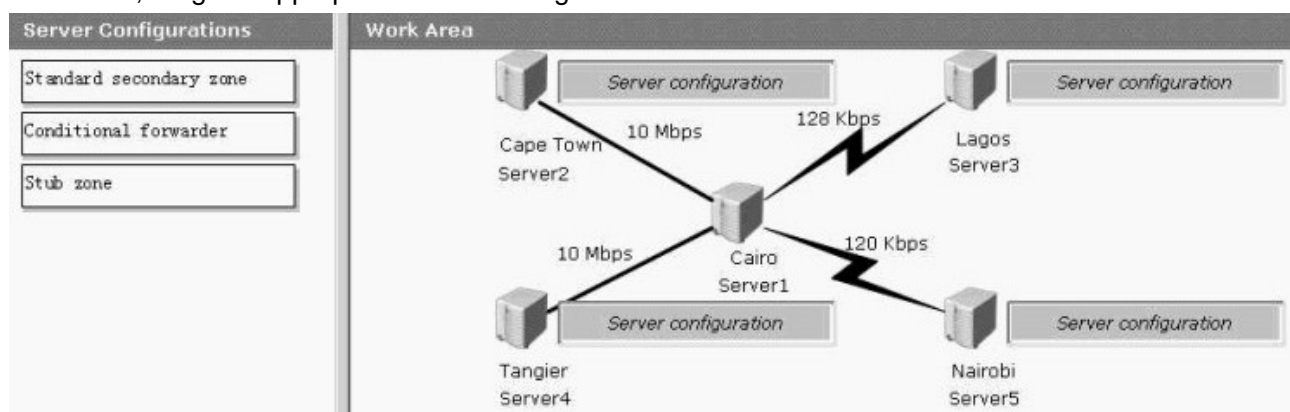 Server Configurations
Work Area
Standard secondary zone
Conditional forwarder
Stub zone
Server configuration
Server configuration
Cape Town
Server2
10 Mbps
128 Kbps
Lagos
Server3
10 Mbps
Cairo
Server1
120 Kbps
Server configuration
Server configuration
Tangier
Server4
Nairobi
Server5